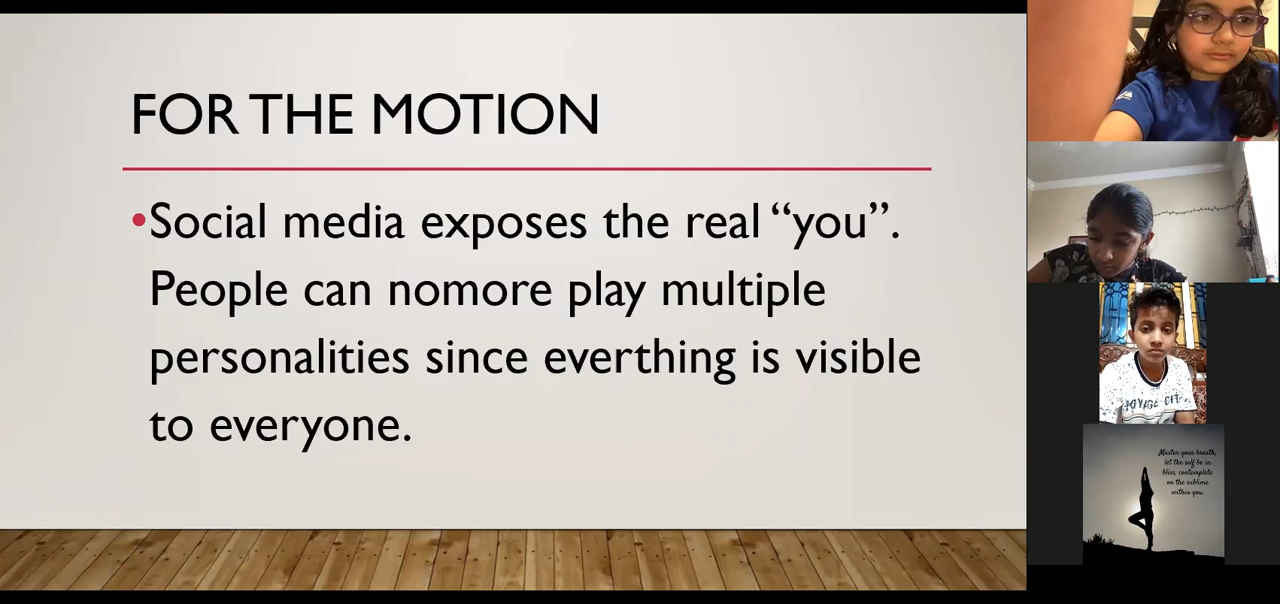 FOR THE MOTION
•Social media exposes the real “you”.
People can nomore play multiple
personalities since everthing is visible
to everyone.
Master your breath,
let the self be in
bliss, contemplate
on the sublime
within you.